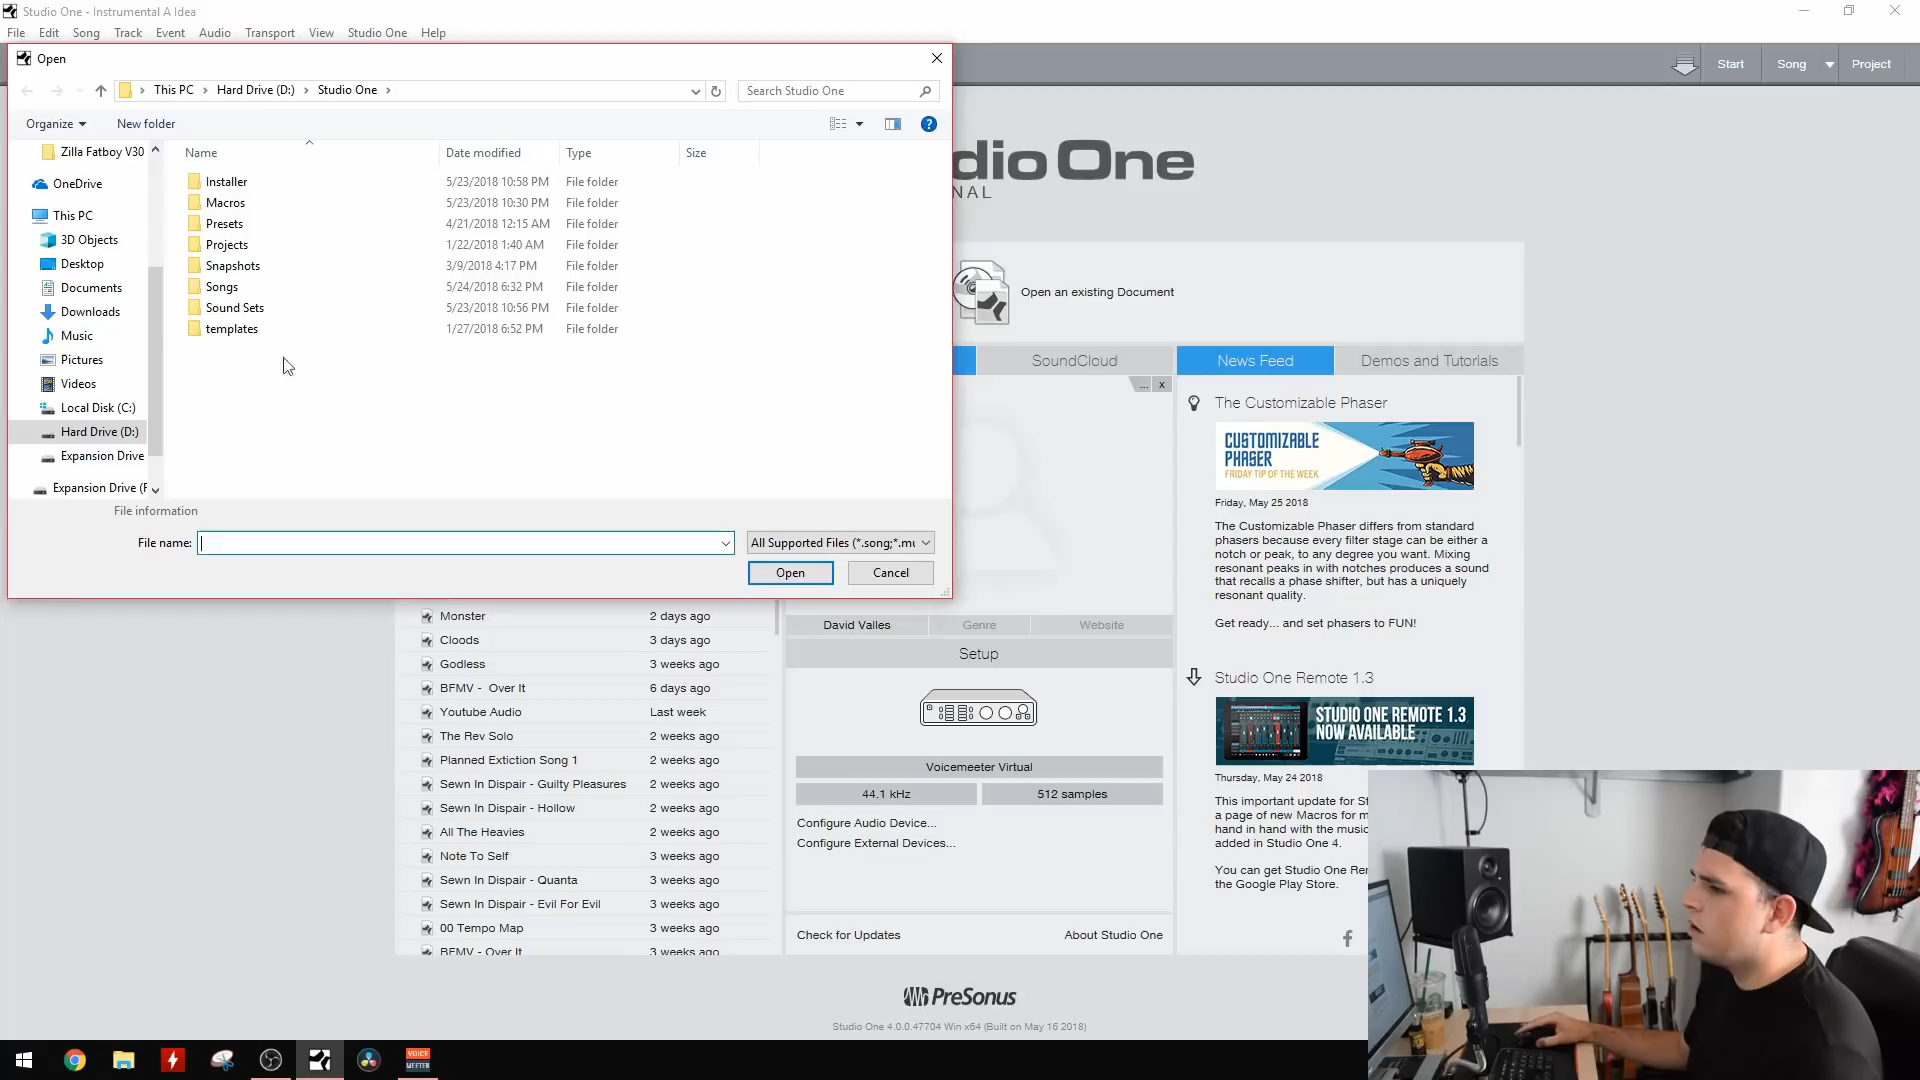 Studio One - Instrumental A Idea
File Edit Song Track Event Audio Transport View Studio One Help
Open
This PC > Hard Drive (D:) > Studio One >
Search Studio One
Start
Song
Project
Organize
New folder
Name
Date modified
Type
Size
Zilla Fatboy V30
OneDrive
This PC
3D Objects
Desktop
Documents
Downloads
Music
Pictures
Videos
Local Disk (C:)
Hard Drive (D:)
Expansion Drive
Expansion Drive (F
Installer 5/23/2018 10:58 PM File folder
Macros 5/23/2018 10:30 PM File folder
Presets 4/21/2018 12:15 AM File folder
Projects 1/22/2018 1:40 AM File folder
Snapshots 3/9/2018 4:17 PM File folder
Songs 5/24/2018 6:32 PM File folder
Sound Sets 5/23/2018 10:56 PM File folder
templates 1/27/2018 6:52 PM File folder
File information
File name:
All Supported Files (*.song;*.mu
Open
Cancel
dio One
NAL
Open an existing Document
SoundCloud
News Feed
Demos and Tutorials
... x
The Customizable Phaser
CUSTOMIZABLE
PHASER
FRIDAY TIP OF THE WEEK
Friday, May 25 2018
The Customizable Phaser differs from standard
phasers because every filter stage can be either a
notch or peak, to any degree you want. Mixing
resonant peaks in with notches produces a sound
that recalls a phase shifter, but has a uniquely
resonant quality.
Get ready... and set phasers to FUN!
Studio One Remote 1.3
STUDIO ONE REMOTE 1.3
NOW AVAILABLE
Thursday, May 24 2018
This important update for St
a page of new Macros for m
hand in hand with the music
added in Studio One 4.
You can get Studio One Rem
the Google Play Store.
Monster 2 days ago
Cloods 3 days ago
Godless 3 weeks ago
BFMV - Over It 6 days ago
Youtube Audio Last week
The Rev Solo 2 weeks ago
Planned Extiction Song 1 2 weeks ago
Sewn In Dispair - Guilty Pleasures 2 weeks ago
Sewn In Dispair - Hollow 2 weeks ago
All The Heavies 2 weeks ago
Note To Self 3 weeks ago
Sewn In Dispair - Quanta 3 weeks ago
Sewn In Dispair - Evil For Evil 3 weeks ago
00 Tempo Map 3 weeks ago
BFMV - Over It 3 weeks ago
David Valles
Genre
Website
Setup
Voicemeeter Virtual
44.1 kHz
512 samples
Configure Audio Device...
Configure External Devices...
Check for Updates
About Studio One
PreSonus
Studio One 4.0.0.47704 Win x64 (Built on May 16 2018)
VOICE
MEETER